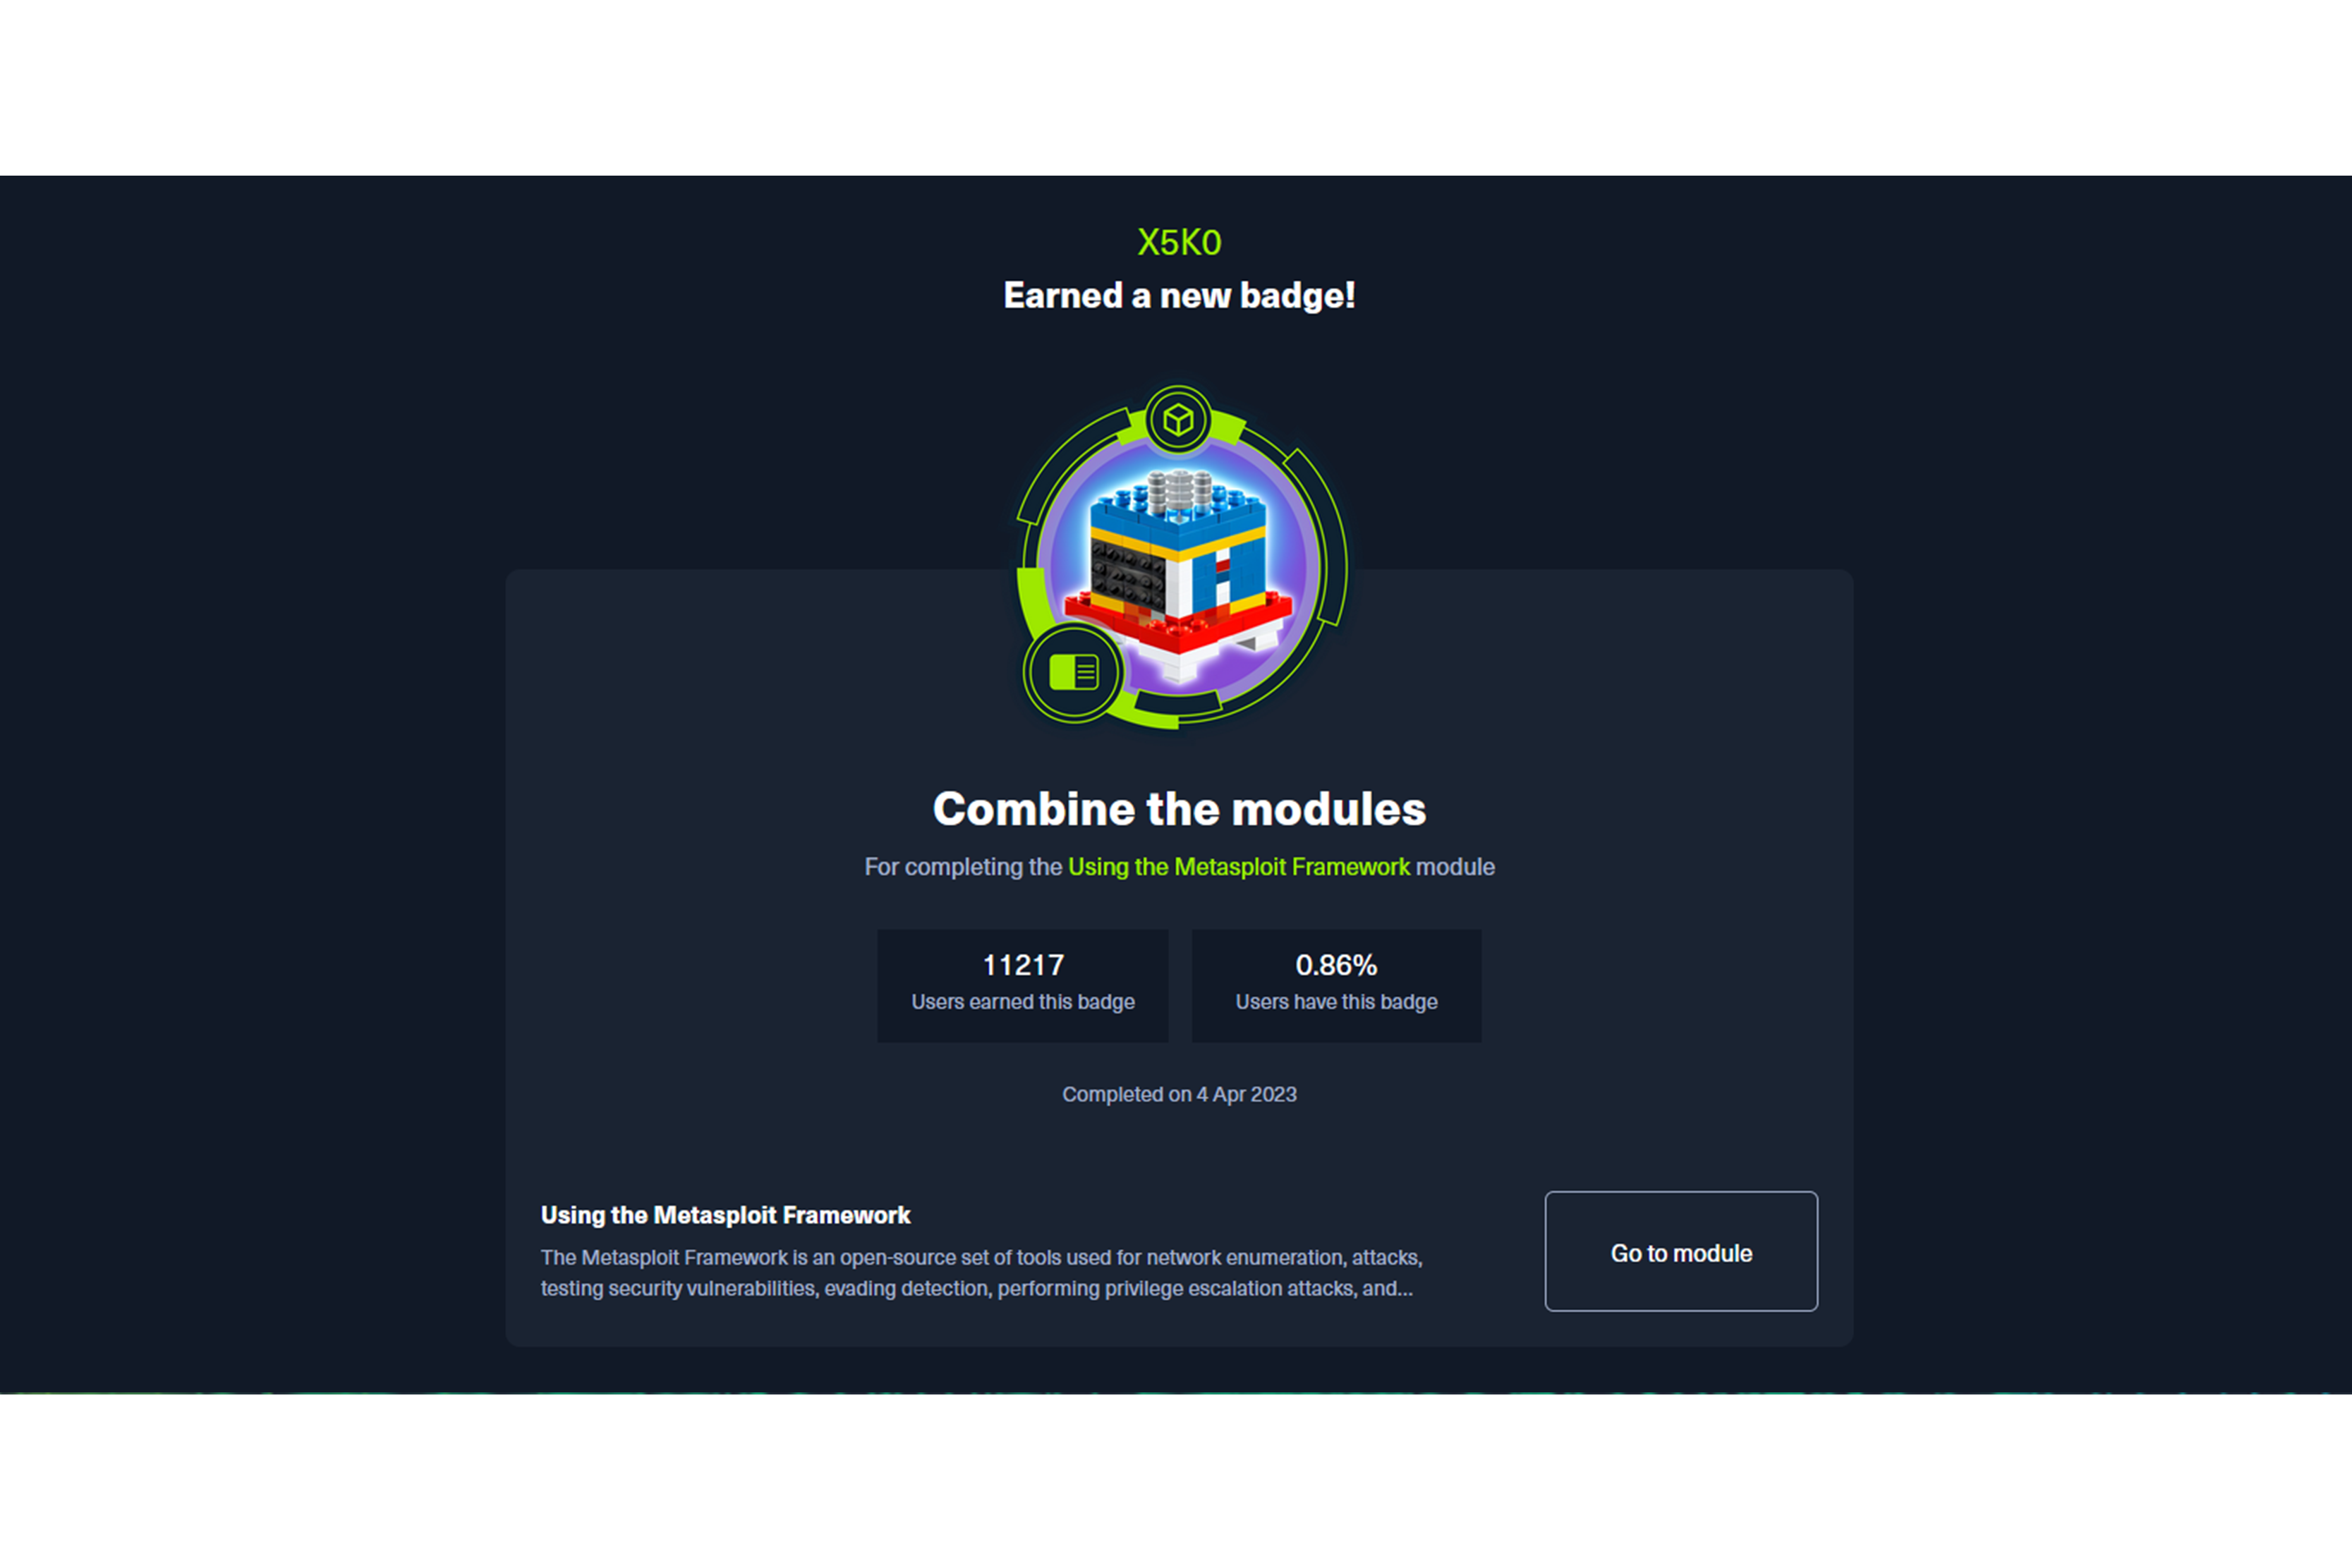 X5K0
Earned a new badge!
Combine the modules
For completing the Using the Metasploit Framework module
11217
Users earned this badge
0.86%
Users have this badge
Completed on 4 Apr 2023
Using the Metasploit Framework
The Metasploit Framework is an open-source set of tools used for network enumeration, attacks,
testing security vulnerabilities, evading detection, performing privilege escalation attacks, and...
Go to module